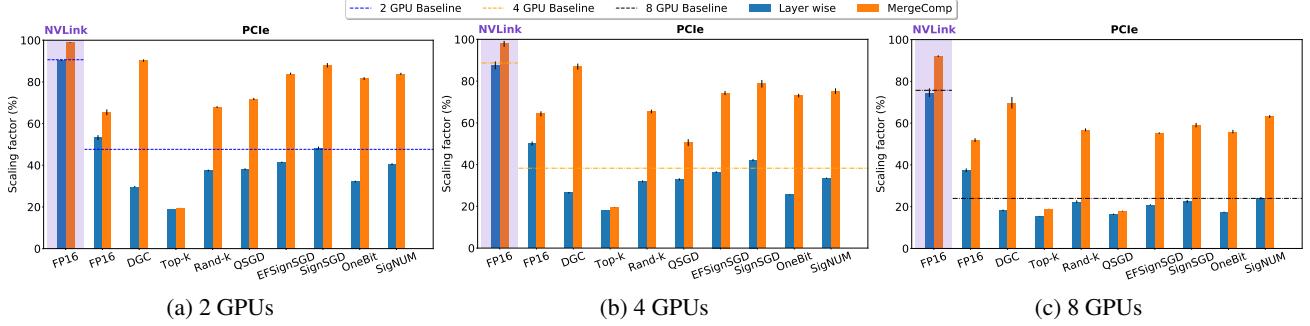 2 GPU Baseline 4 GPU Baseline 8 GPU Baseline Layer wise MergeComp
NVLink PCIe
Scaling factor (%)
100
80
60
40
20
0
FP16 FP16 DGC Top-k Rand-k QSGD EFSignSGD SignSGD OneBit SigNUM
(a) 2 GPUs
NVLink PCIe
Scaling factor (%)
100
80
60
40
20
0
FP16 FP16 DGC Top-k Rand-k QSGD EFSignSGD SignSGD OneBit SigNUM
(b) 4 GPUs
NVLink PCIe
Scaling factor (%)
100
80
60
40
20
0
FP16 FP16 DGC Top-k Rand-k QSGD EFSignSGD SignSGD OneBit SigNUM
(c) 8 GPUs